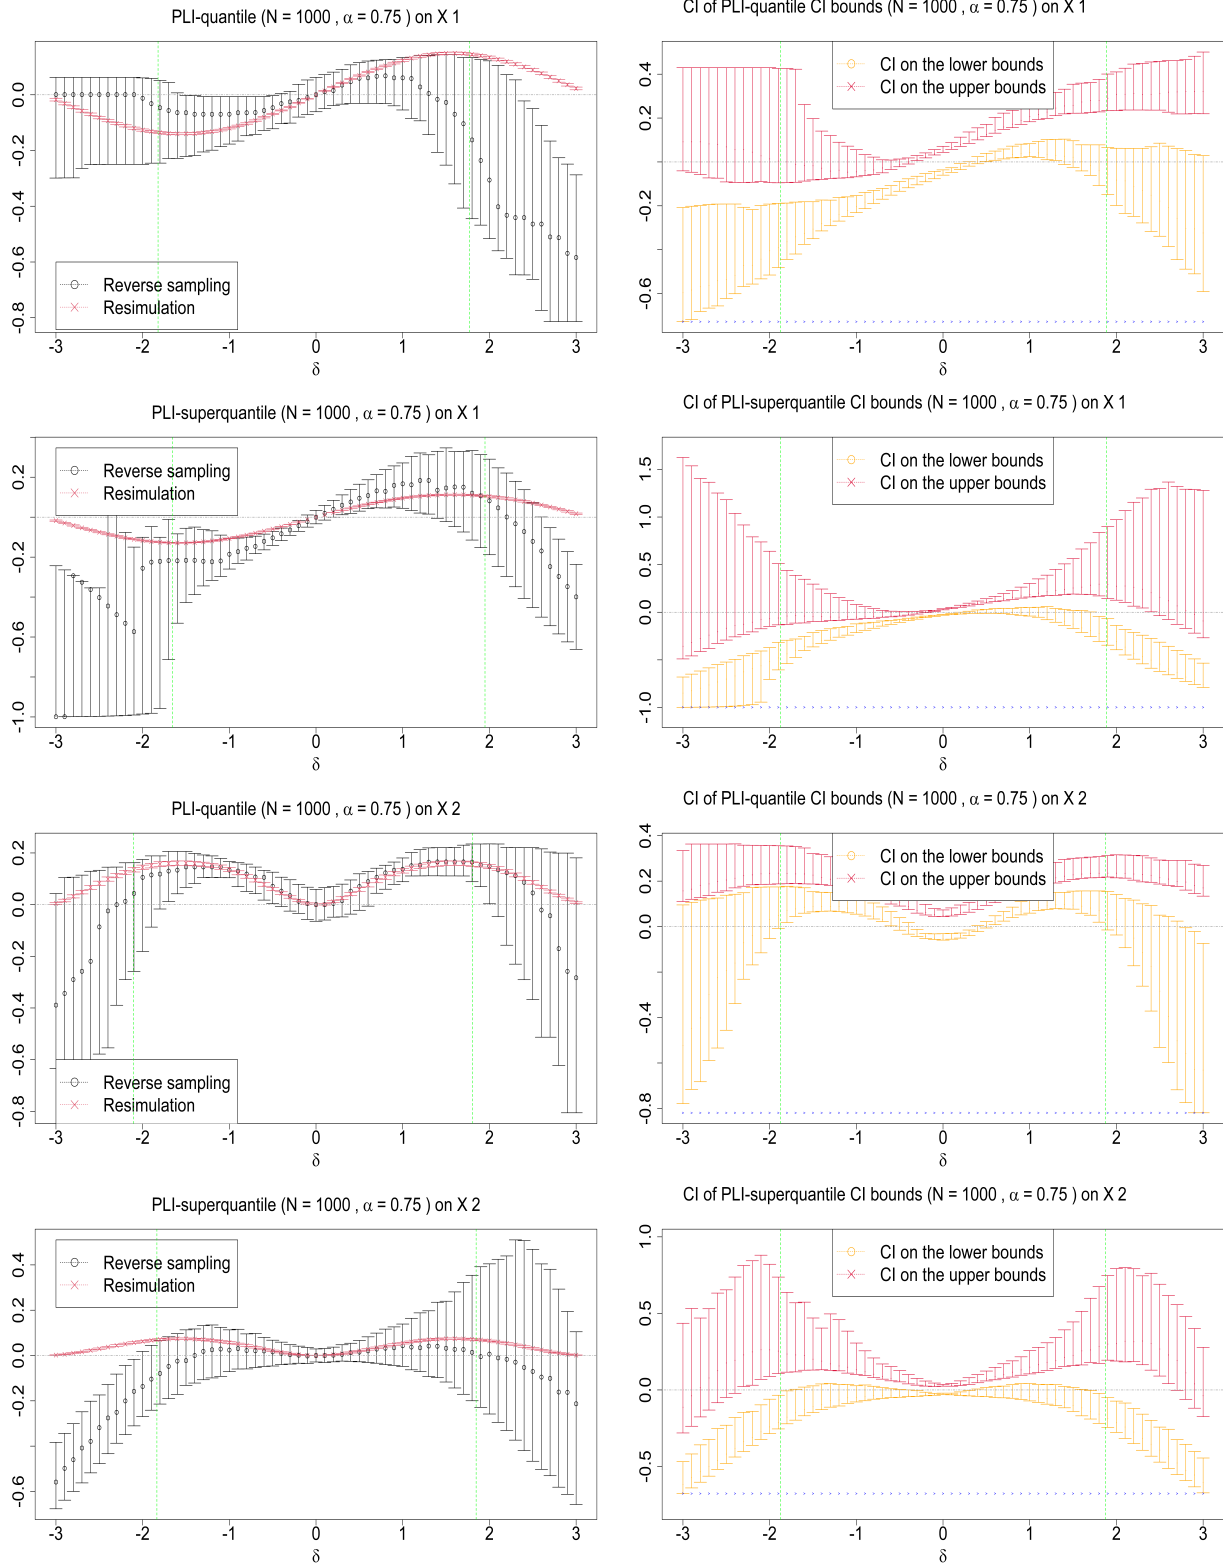 PLI-quantile (N = 1000 , α = 0.75 ) on X 1
0.0
-0.2
-0.4
-0.6
-0.8
Reverse sampling
Resimulation
-3 -2 -1 0 1 2 3
δ
CI of PLI-quantile CI bounds (N = 1000 , α = 0.75 ) on X 1
0.4
0.2
-0.2
-0.6
CI on the lower bounds
CI on the upper bounds
-3 -2 -1 0 1 2 3
δ
PLI-superquantile (N = 1000 , α = 0.75 ) on X 1
0.2
-0.2
-0.6
-1.0
Reverse sampling
Resimulation
-3 -2 -1 0 1 2 3
δ
CI of PLI-superquantile CI bounds (N = 1000 , α = 0.75 ) on X 1
1.5
1.0
0.0
-1.0
CI on the lower bounds
CI on the upper bounds
-3 -2 -1 0 1 2 3
δ
PLI-quantile (N = 1000 , α = 0.75 ) on X 2
0.2
0.0
-0.2
-0.4
-0.6
-0.8
Reverse sampling
Resimulation
-3 -2 -1 0 1 2 3
δ
CI of PLI-quantile CI bounds (N = 1000 , α = 0.75 ) on X 2
0.4
0.2
0.0
-0.4
-0.8
CI on the lower bounds
CI on the upper bounds
-3 -2 -1 0 1 2 3
δ
PLI-superquantile (N = 1000 , α = 0.75 ) on X 2
0.4
0.2
0.0
-0.2
-0.6
Reverse sampling
Resimulation
-3 -2 -1 0 1 2 3
δ
CI of PLI-superquantile CI bounds (N = 1000 , α = 0.75 ) on X 2
1.0
0.5
0.0
-0.5
CI on the lower bounds
CI on the upper bounds
-3 -2 -1 0 1 2 3
δ